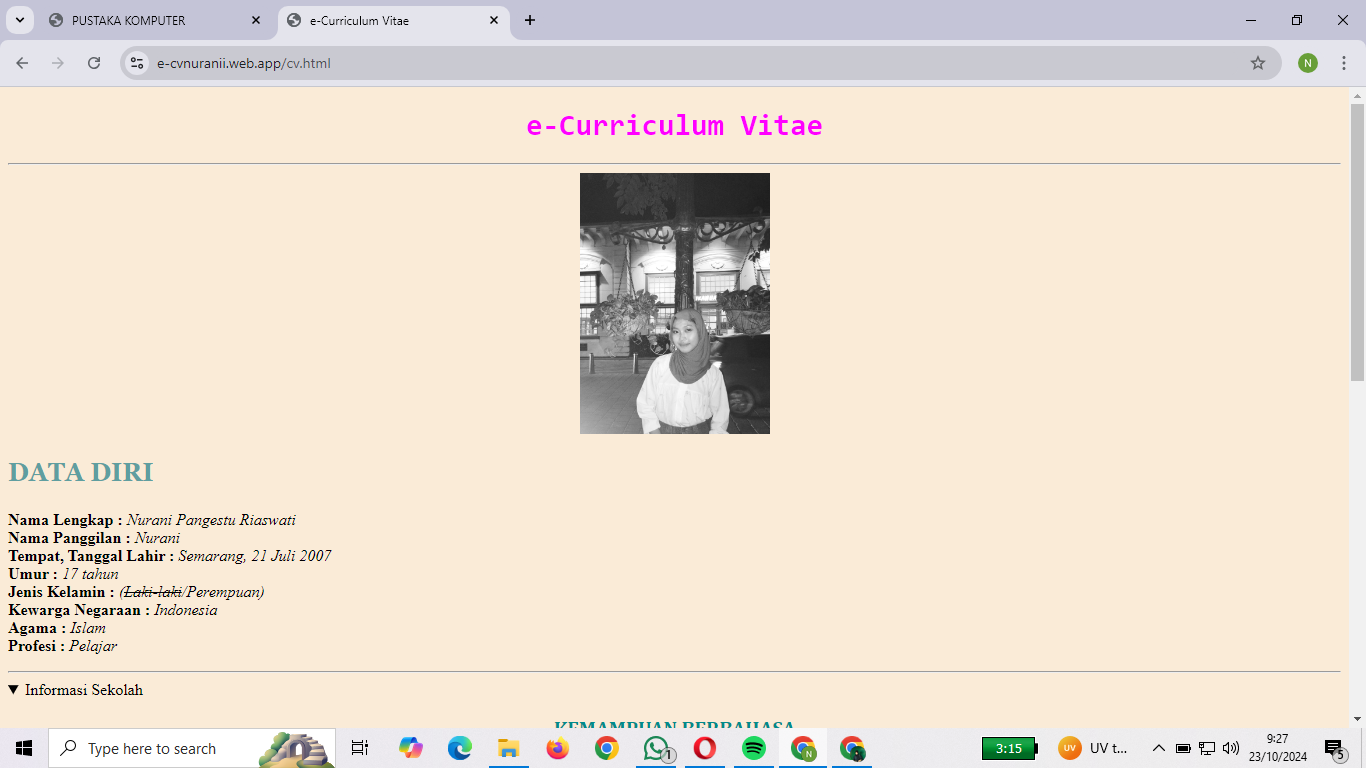 PUSTAKA KOMPUTER
e-Curriculum Vitae
e-cvnuranii.web.app/cv.html
N
e-Curriculum Vitae
DATA DIRI
Nama Lengkap : Nurani Pangestu Riaswati
Nama Panggilan : Nurani
Tempat, Tanggal Lahir : Semarang, 21 Juli 2007
Umur : 17 tahun
Jenis Kelamin : (Laki-laki/Perempuan)
Kewarga Negaraan : Indonesia
Agama : Islam
Profesi : Pelajar
Informasi Sekolah
KEMAMPUAN BERBAHASA
Type here to search
1
N
3:15
UV
UV t...
9:27
23/10/2024
5